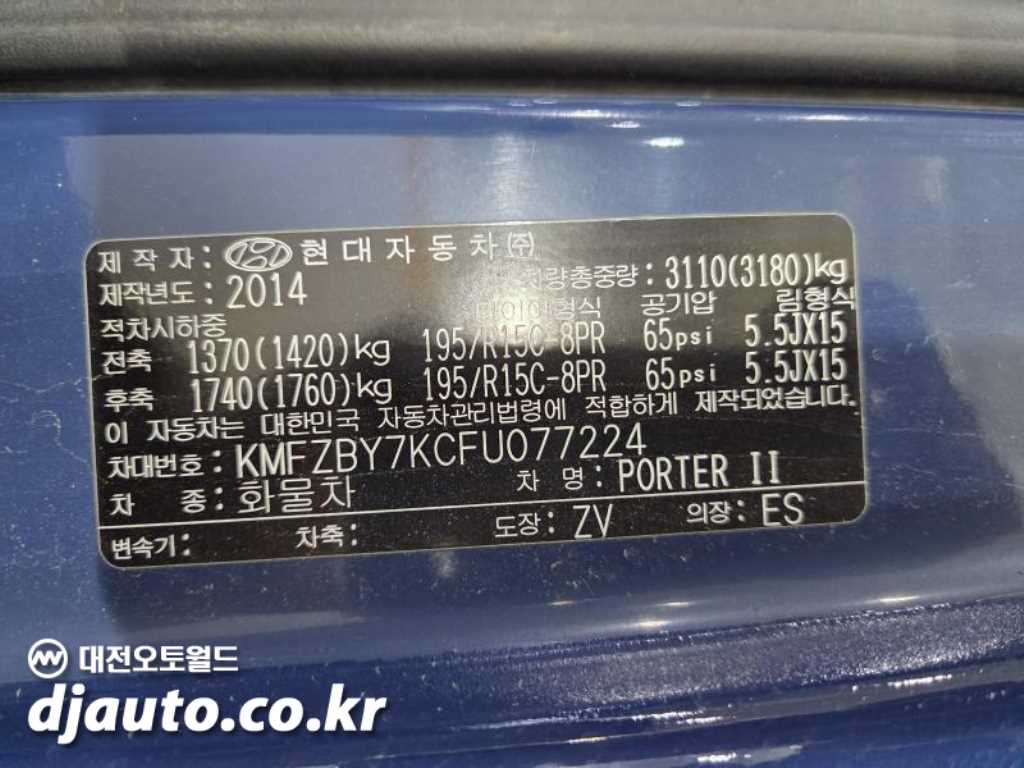 제작자: 현대자동차㈜
제작년도: 2014 차량총중량: 3110(3180)kg
적차시하중 타이어형식 공기압 림형식
전축 1370(1420)kg 195/R15C-8PR 65psi 5.5JX15
후축 1740(1760)kg 195/R15C-8PR 65psi 5.5JX15
이 자동차는 대한민국 자동차관리법령에 적합하게 제작되었음.
차대번호: KMFZBY7KCFU077224
차 종: 화물차 차 명: PORTER II
변속기: 차축: 도장: ZV 의장: ES
대전오토월드
djauto.co.kr